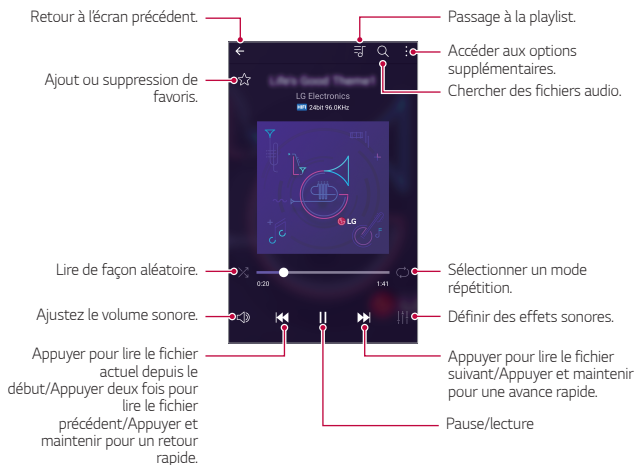 Retour à l'écran précédent.
Passage à la playlist.
Accéder aux options
supplémentaires.
Chercher des fichiers audio.
Ajout ou suppression de
favoris.
Life's Good Theme!
LG Electronics
HIFI 24bit 96.0KHz
LG
Lire de façon aléatoire.
Sélectionner un mode
répétition.
0:20
1:41
Ajustez le volume sonore.
Définir des effets sonores.
Appuyer pour lire le fichier
actuel depuis le
début/Appuyer deux fois pour
lire le fichier
précédent/Appuyer et
maintenir pour un retour
rapide.
Appuyer pour lire le fichier
suivant/Appuyer et maintenir
pour une avance rapide.
Pause/lecture